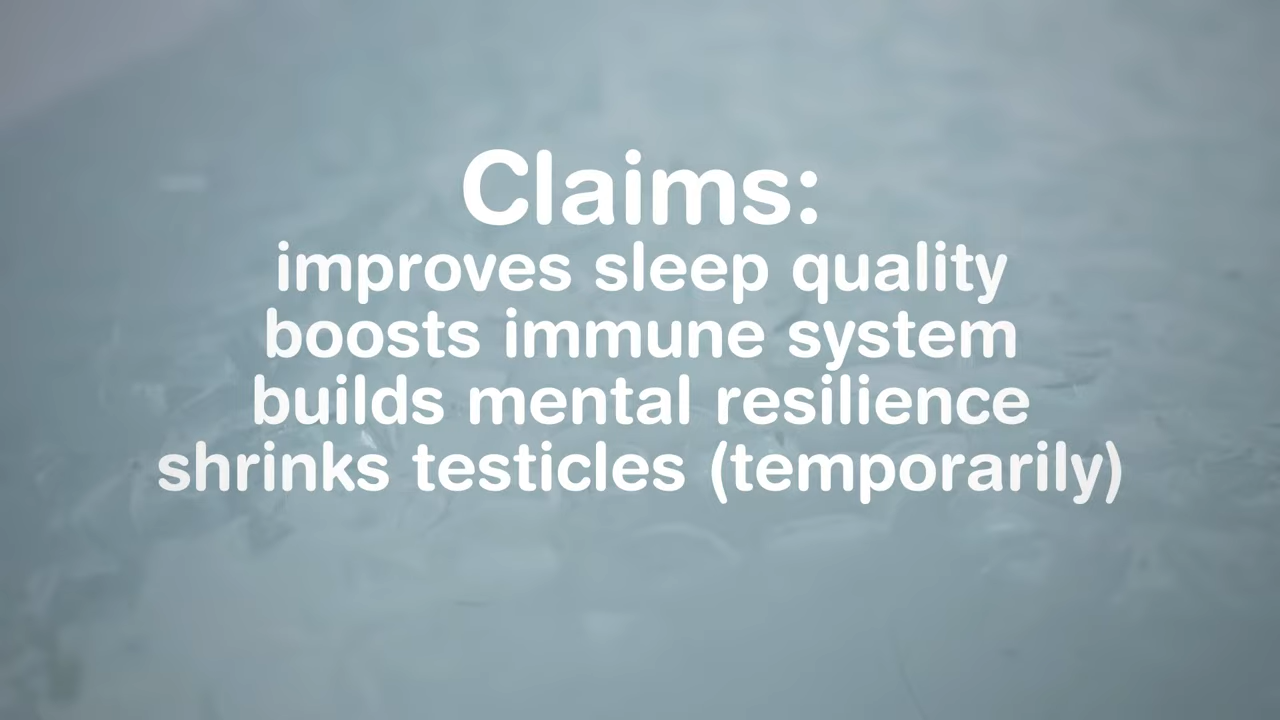 Claims:
improves sleep quality
boosts immune system
builds mental resilience
shrinks testicles (temporarily)